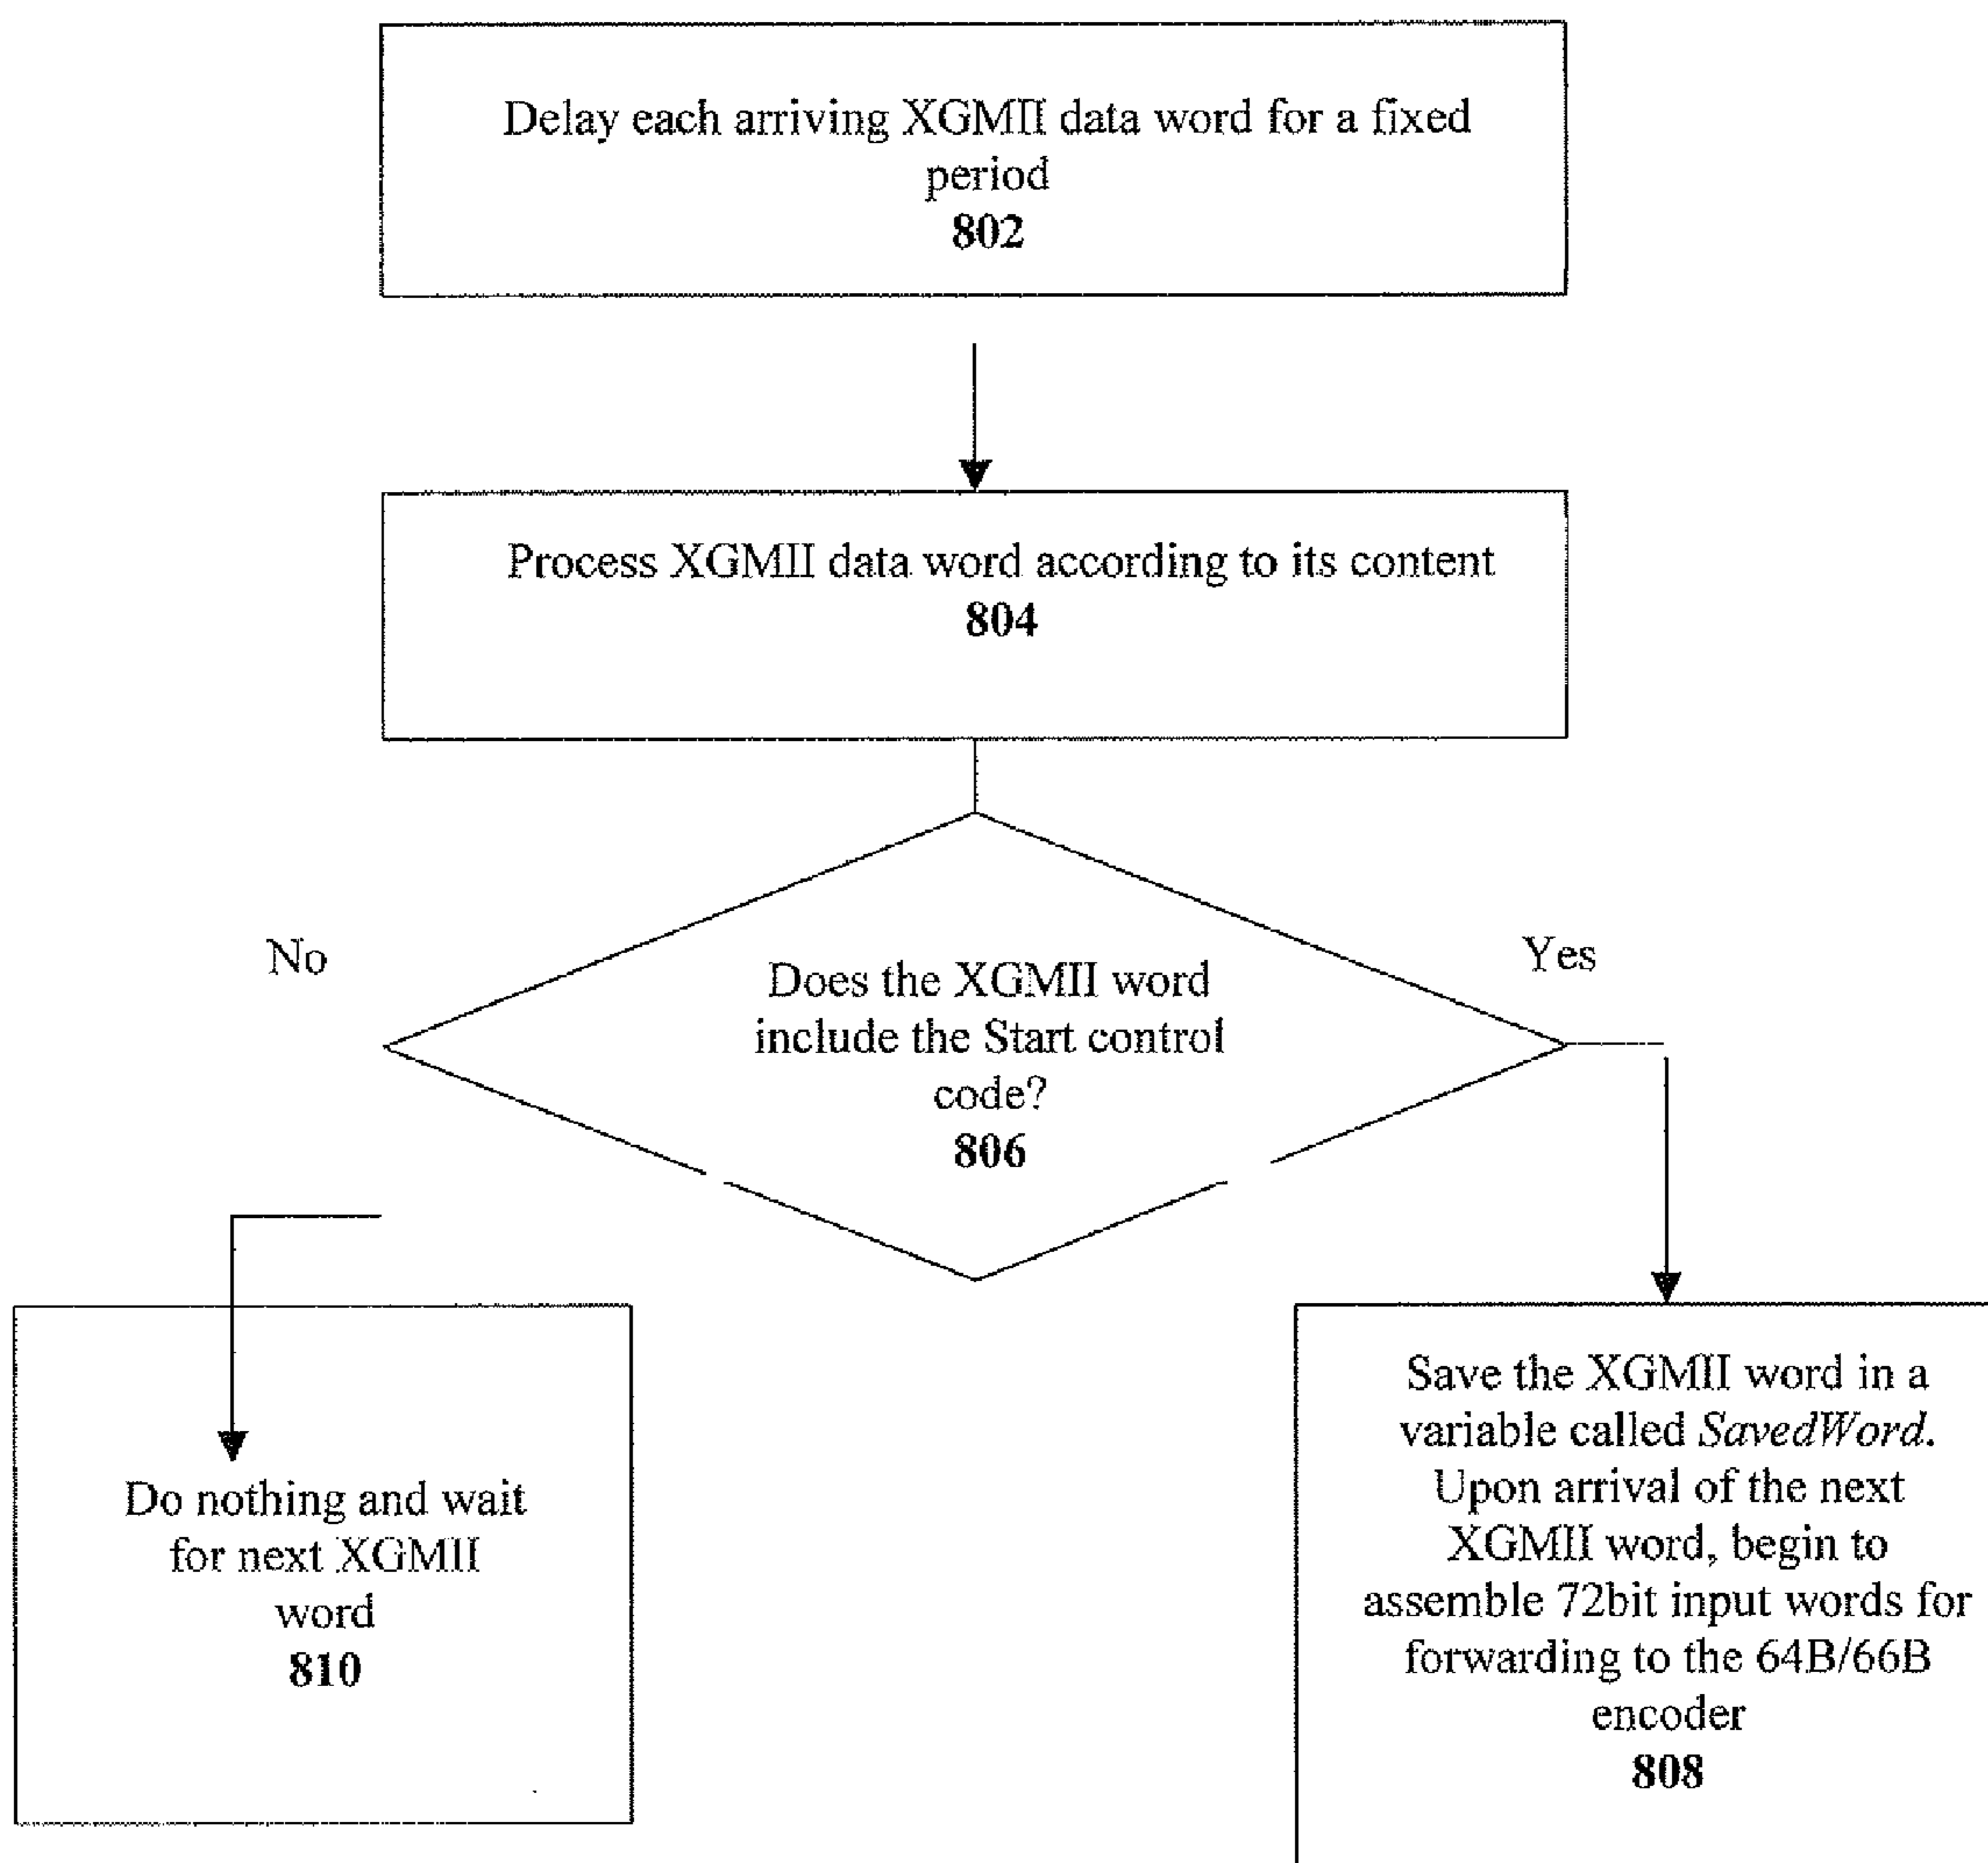 Delay each arriving XGMII data word for a fixed
period
802
Process XGMII data word according to its content
804
No
Yes
Does the XGMII word
include the Start control
code?
806
Do nothing and wait
for next XGMII
word
810
Save the XGMII word in a
variable called SavedWord.
Upon arrival of the next
XGMII word, begin to
assemble 72bit input words for
forwarding to the 64B/66B
encoder
808